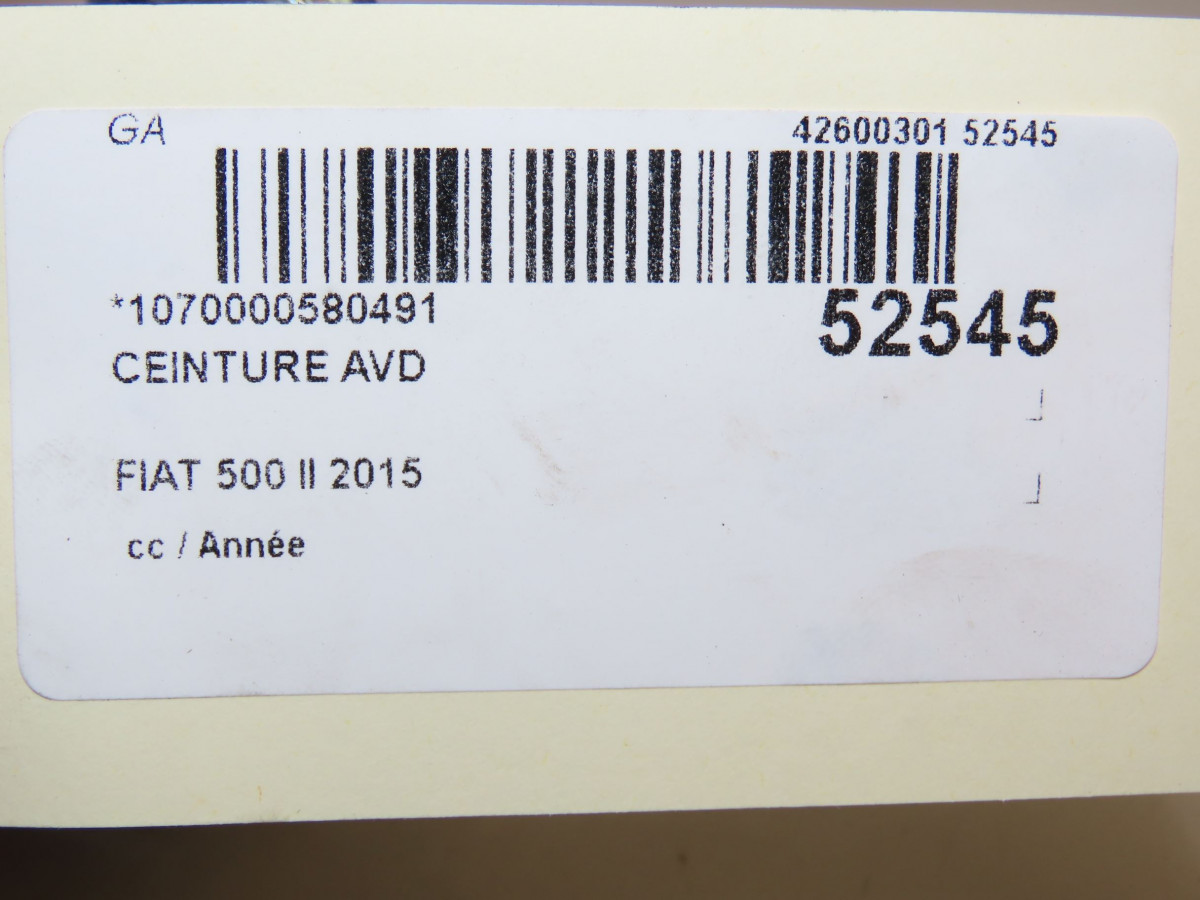 GA 42600301 52545
*1070000580491 52545
CEINTURE AVD
FIAT 500 II 2015
cc / Année